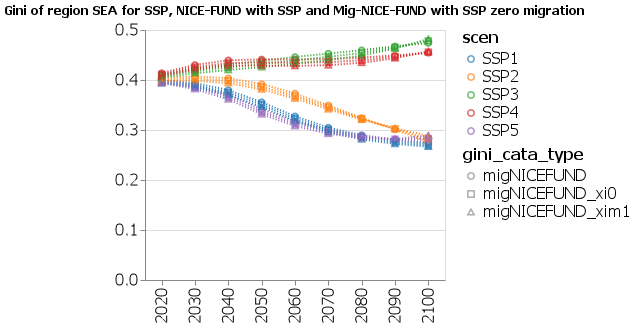 Gini of region SEA for SSP, NICE-FUND with SSP and Mig-NICE-FUND with SSP zero migration
0.5
0.4
0.3
0.2
0.1
0.0
2020
2030
2040
2050
2060
2070
2080
2090
2100
scen
SSP1
SSP2
SSP3
SSP4
SSP5
gini_cata_type
migNICEFUND
migNICEFUND_xi0
migNICEFUND_xim1